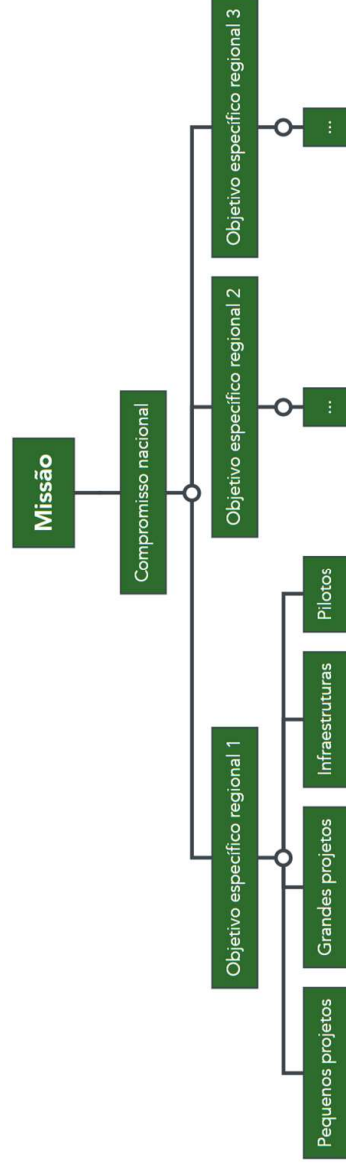 Missão
Compromisso nacional
Objetivo específico regional 1
Objetivo específico regional 2
Objetivo específico regional 3
Pequenos projetos
Grandes projetos
Infraestruturas
Pilotos
...
...